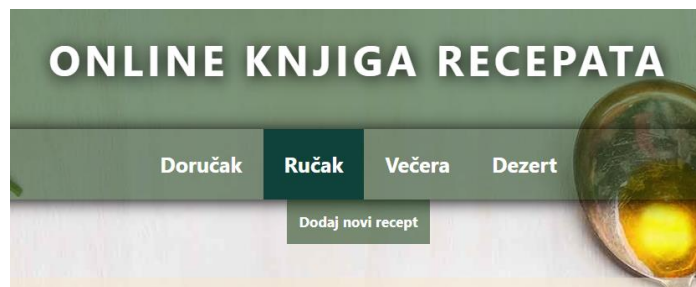 ONLINE KNJIGA RECEPATA
Doručak Ručak Večera Dezert
Dodaj novi recept